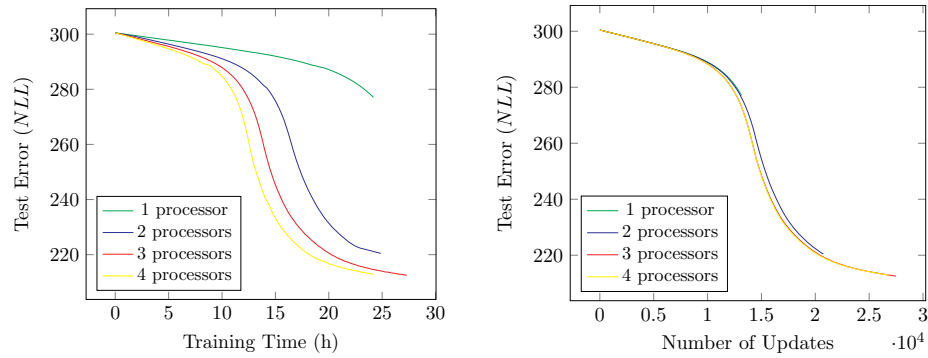 300
280
260
240
220
0
5
10
15
20
25
30
Training Time (h)
Test Error (NLL)
1 processor
2 processors
3 processors
4 processors
300
280
260
240
220
0
0.5
1
1.5
2
2.5
3
·10⁴
Number of Updates
Test Error (NLL)
1 processor
2 processors
3 processors
4 processors